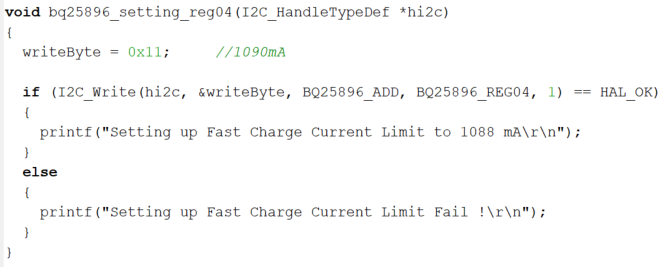 void bq25896_setting_reg04(I2C_HandleTypeDef *hi2c)
{
  writeByte = 0x11;     //1090mA
  if (I2C_Write(hi2c, &writeByte, BQ25896_ADD, BQ25896_REG04, 1) == HAL_OK)
  {
    printf("Setting up Fast Charge Current Limit to 1088 mA\r\n");
  }
  else
  {
    printf("Setting up Fast Charge Current Limit Fail !\r\n");
  }
}